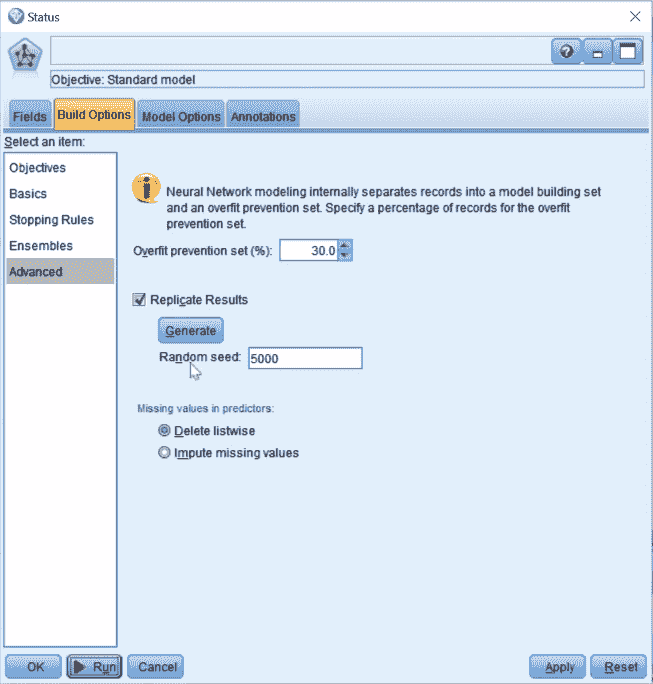 Status
Objective: Standard model
Fields
Build Options
Model Options
Annotations
Select an item:
Objectives
Basics
Stopping Rules
Ensembles
Advanced
Neural Network modeling internally separates records into a model building set
and an overfit prevention set. Specify a percentage of records for the overfit
prevention set.
Overfit prevention set (%): 30.0
Replicate Results
Generate
Random seed: 5000
Missing values in predictors:
Delete listwise
Impute missing values
OK
Run
Cancel
Apply
Reset